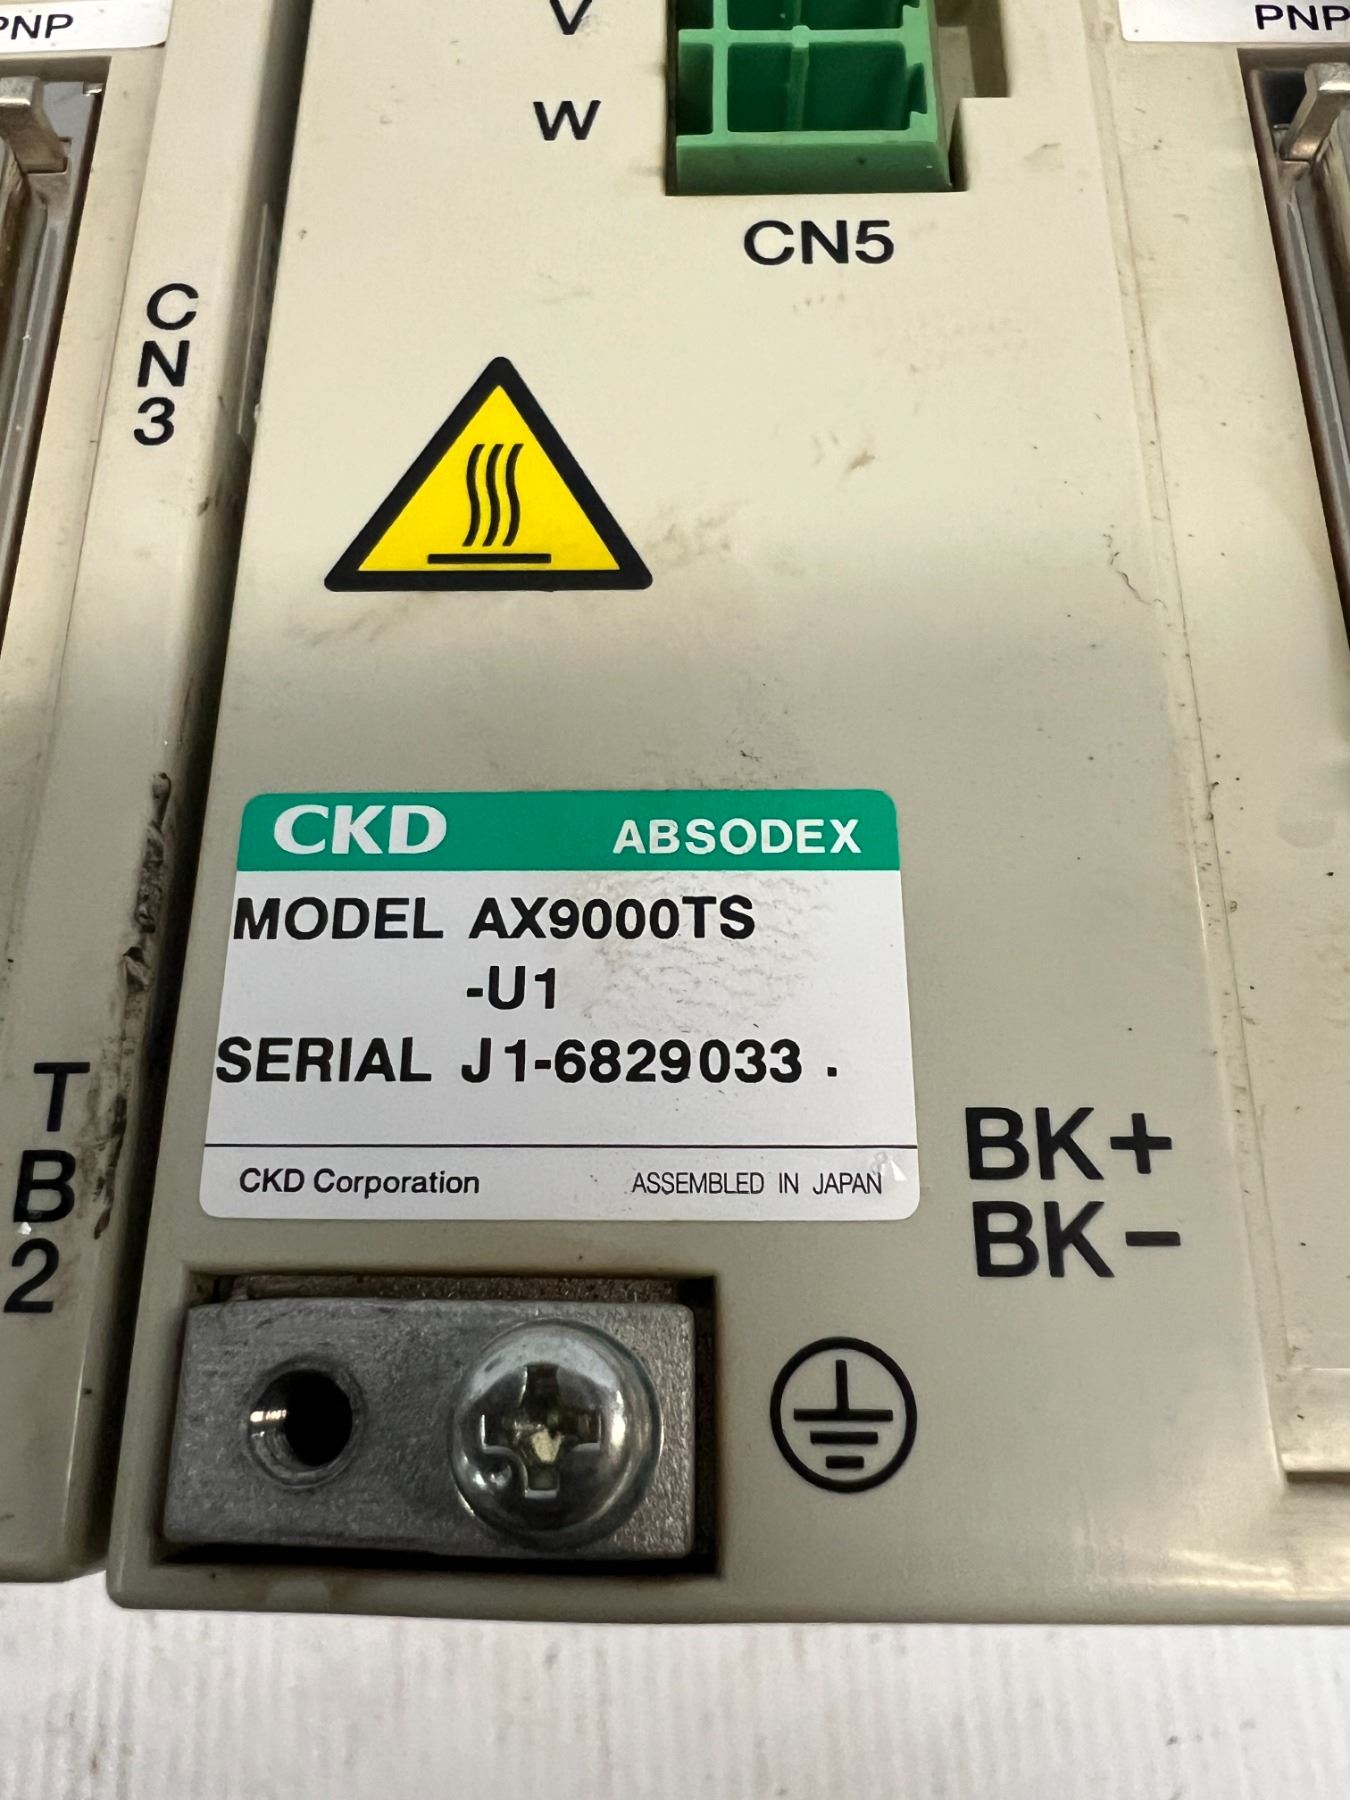 PNP
V
PNP
W
CN5
CN3
CKD ABSODEX
MODEL AX9000TS
-U1
SERIAL J1-6829033 .
CKD Corporation ASSEMBLED IN JAPAN
TB2
BK+
BK-